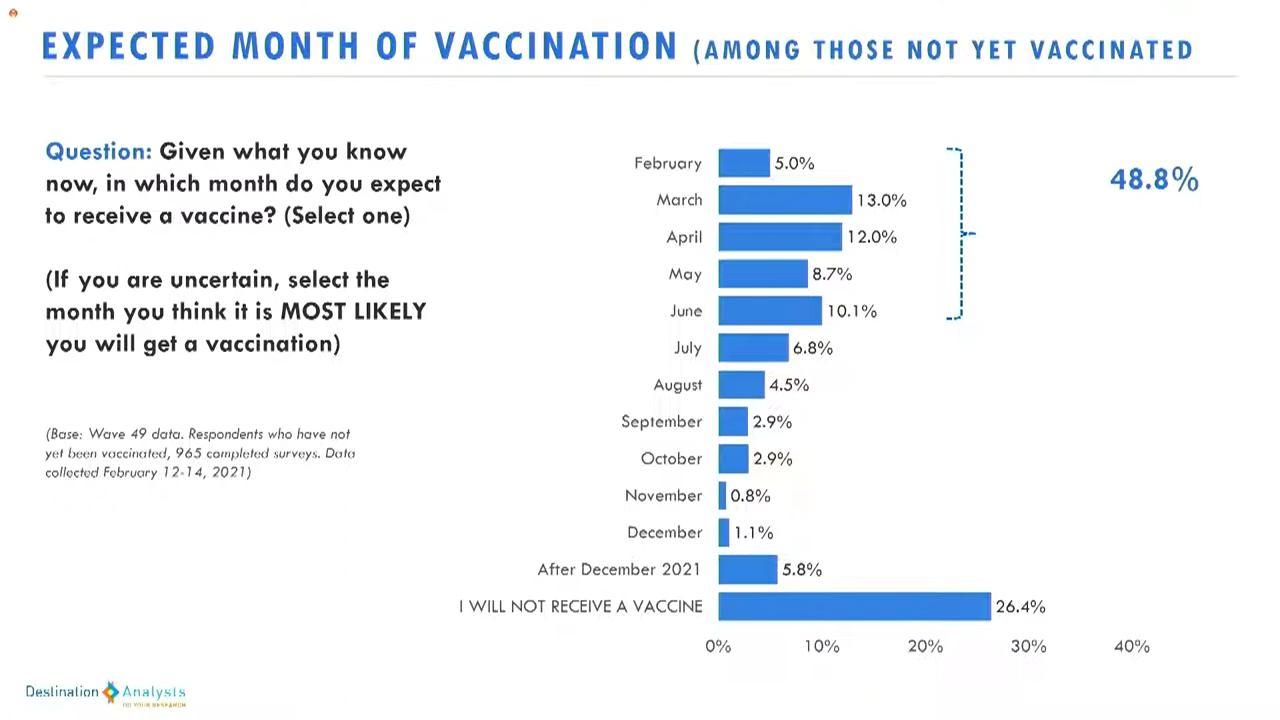 EXPECTED MONTH OF VACCINATION (AMONG THOSE NOT YET VACCINATED
Question: Given what you know
now, in which month do you expect
to receive a vaccine? (Select one)
(If you are uncertain, select the
month you think it is MOST LIKELY
you will get a vaccination)
(Base: Wave 49 data. Respondents who have not
yet been vaccinated, 965 completed surveys. Data
collected February 12-14, 2021)
February 5.0%
March 13.0%
April 12.0%
May 8.7%
June 10.1%
July 6.8%
August 4.5%
September 2.9%
October 2.9%
November 0.8%
December 1.1%
After December 2021 5.8%
I WILL NOT RECEIVE A VACCINE 26.4%
0% 10% 20% 30% 40%
48.8%
Destination Analysts
DO YOUR RESEARCH